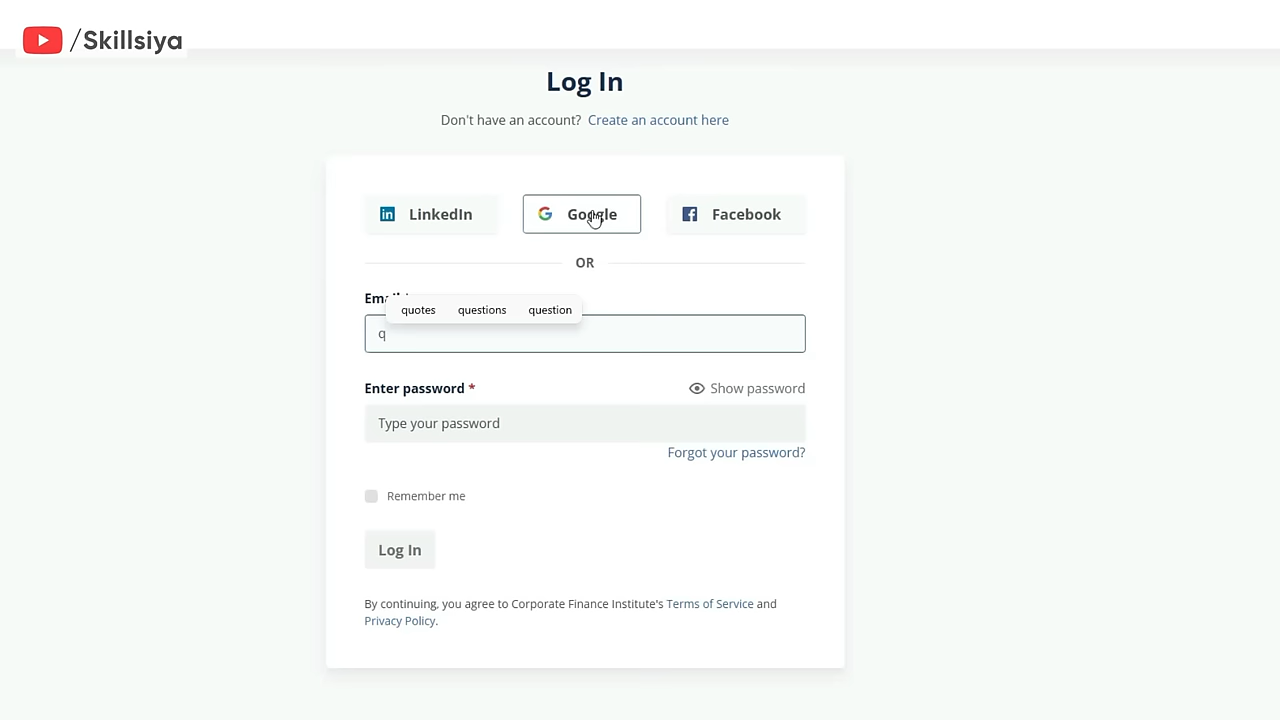 /Skillsiya
Log In
Don't have an account? Create an account here
LinkedIn
Google
Facebook
OR
quotes questions question
q
Enter password * Show password
Type your password
Forgot your password?
Remember me
Log In
By continuing, you agree to Corporate Finance Institute's Terms of Service and
Privacy Policy.